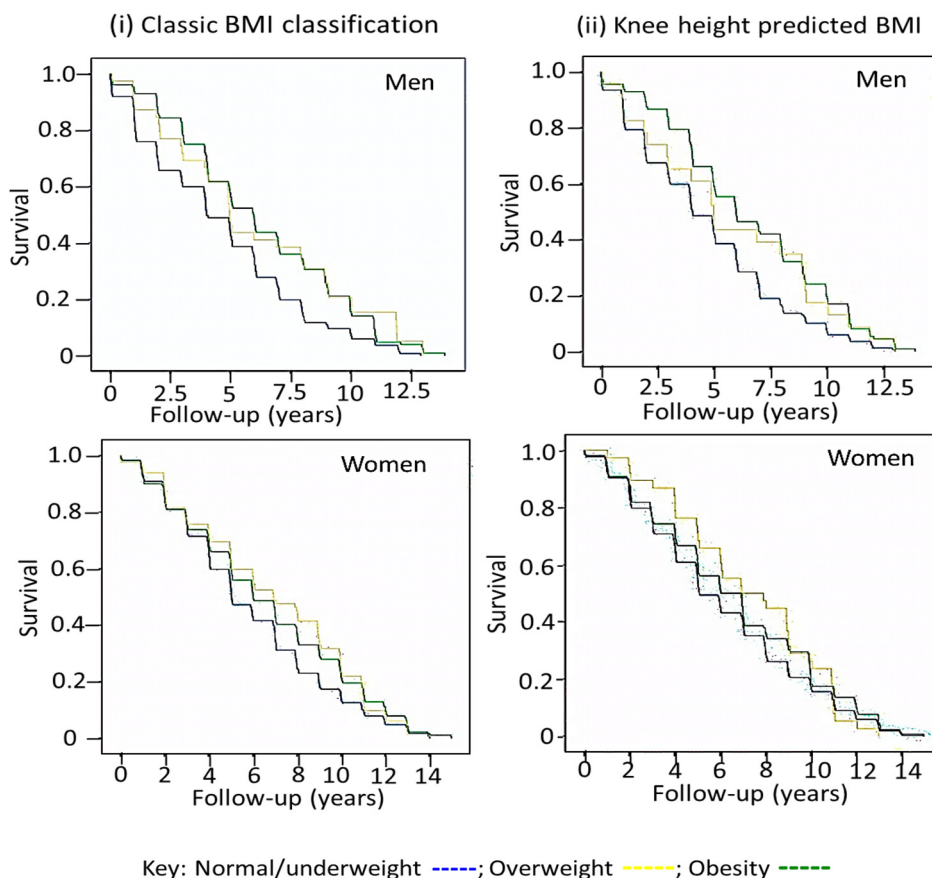 (i) Classic BMI classification
(ii) Knee height predicted BMI
Men
1.0
0.8
0.6
0.4
0.2
0
Survival
0 2.5 5 7.5 10 12.5
Follow-up (years)
Men
1.0
0.8
0.6
0.4
0.2
0
Survival
0 2.5 5 7.5 10 12.5
Follow-up (years)
Women
1.0
0.8
0.6
0.4
0.2
0
Survival
0 2 4 6 8 10 12 14
Follow-up (years)
Women
1.0
0.8
0.6
0.4
0.2
0
Survival
0 2 4 6 8 10 12 14
Follow-up (years)
Key: Normal/underweight -----; Overweight -----; Obesity -----